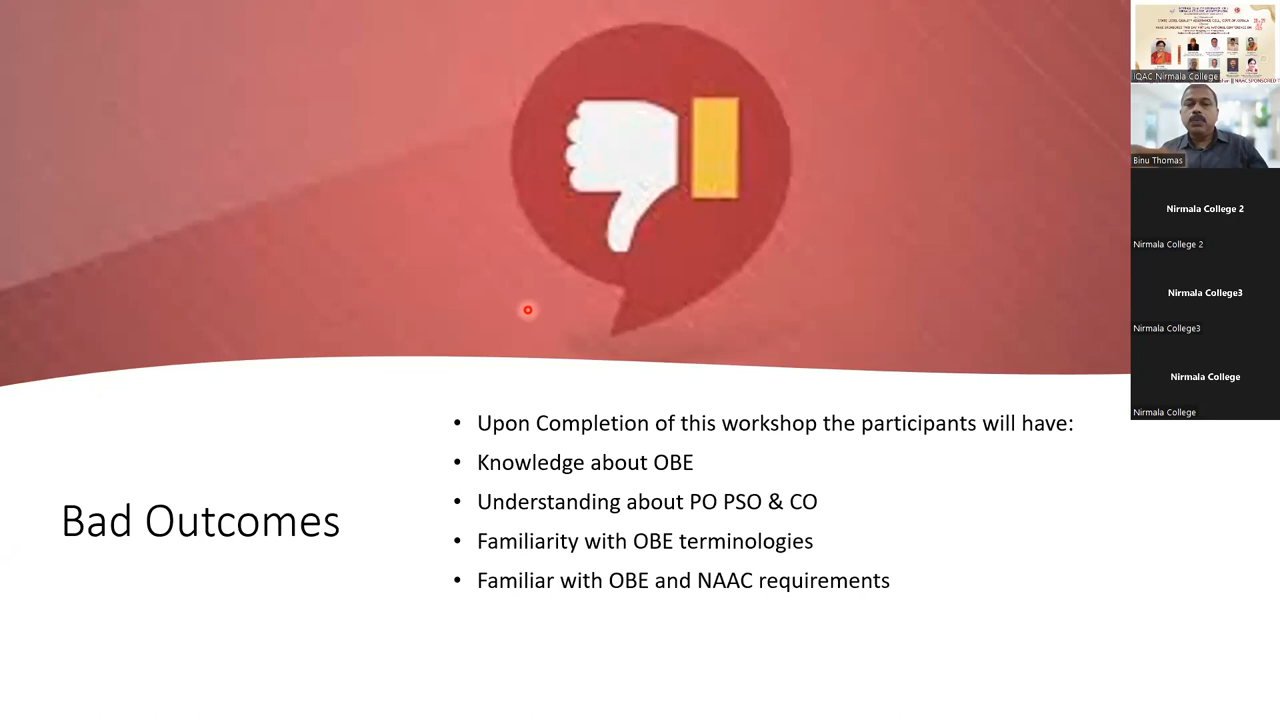 Bad Outcomes
• Upon Completion of this workshop the participants will have:
• Knowledge about OBE
• Understanding about PO PSO & CO
• Familiarity with OBE terminologies
• Familiar with OBE and NAAC requirements
IQAC Nirmala College
Binu Thomas
Nirmala College 2
Nirmala College 2
Nirmala College3
Nirmala College3
Nirmala College
Nirmala College